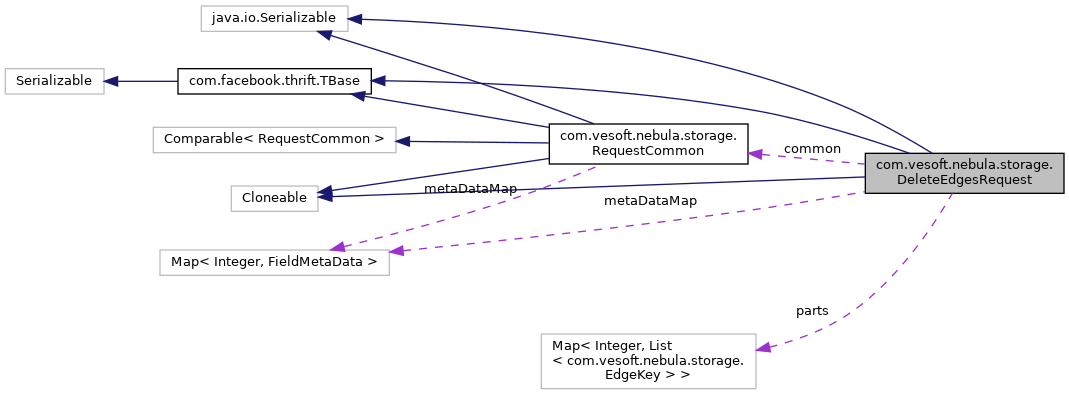 java.io.Serializable
Serializable
com.facebook.thrift.TBase
Comparable< RequestCommon >
com.vesoft.nebula.storage.
RequestCommon
common
com.vesoft.nebula.storage.
DeleteEdgesRequest
Cloneable
metaDataMap
metaDataMap
Map< Integer, FieldMetaData >
parts
Map< Integer, List
< com.vesoft.nebula.storage.
EdgeKey > >